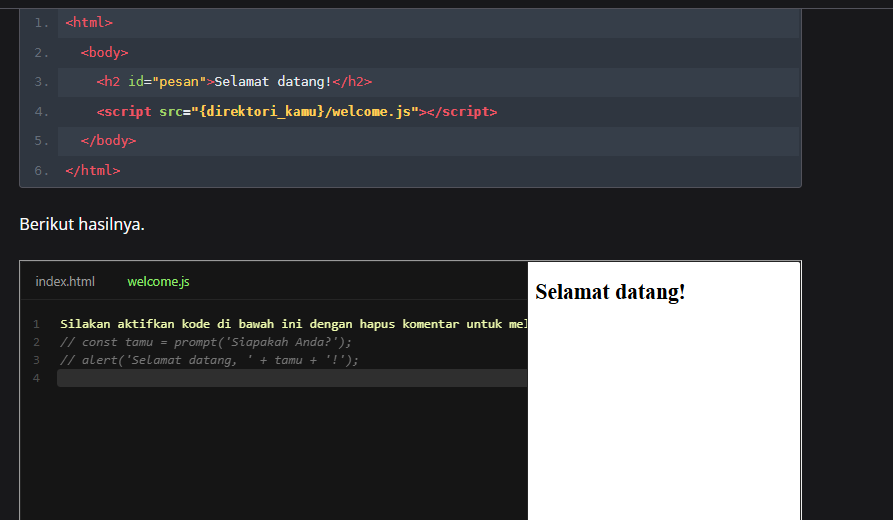 1. <html>
2. <body>
3. <h2 id="pesan">Selamat datang!</h2>
4. <script src="{direktori_kamu}/welcome.js"></script>
5. </body>
6. </html>
Berikut hasilnya.
index.html welcome.js
Selamat datang!
1 Silakan aktifkan kode di bawah ini dengan hapus komentar untuk mel
2 // const tamu = prompt('Siapakah Anda?');
3 // alert('Selamat datang, ' + tamu + '!');
4